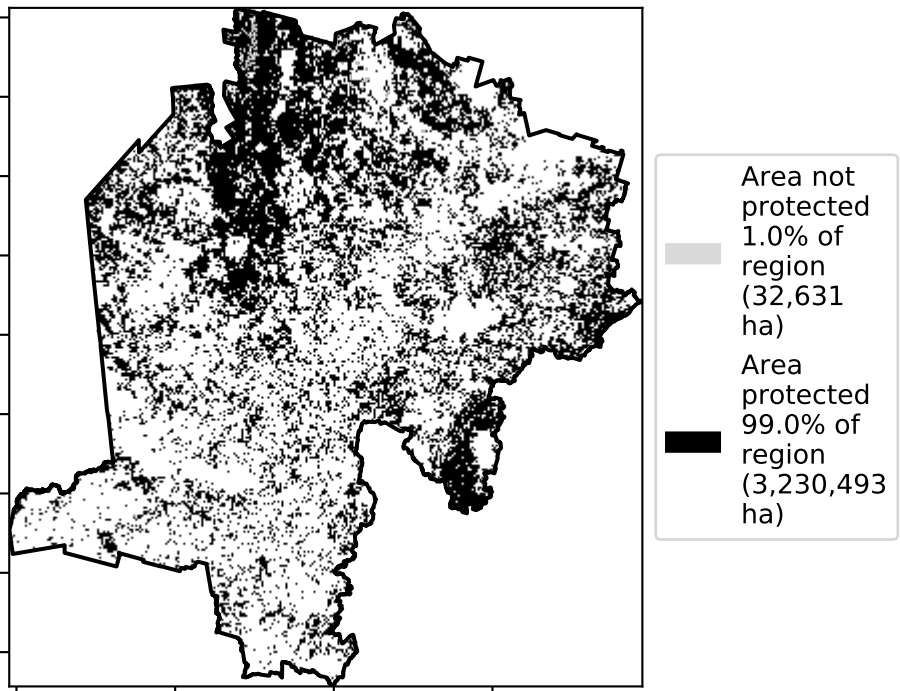 Area not
protected
1.0% of
region
(32,631
ha)
Area
protected
99.0% of
region
(3,230,493
ha)